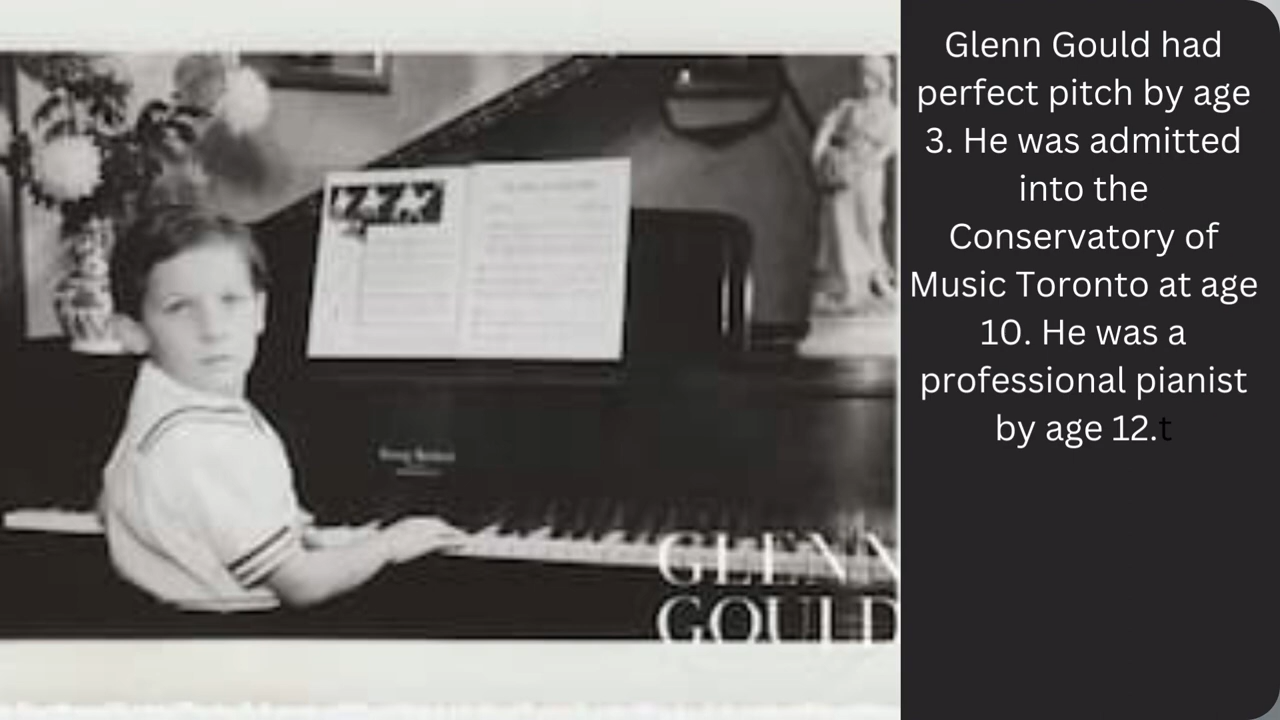 Glenn Gould had
perfect pitch by age
3. He was admitted
into the
Conservatory of
Music Toronto at age
10. He was a
professional pianist
by age 12.t
GLENN
GOULD